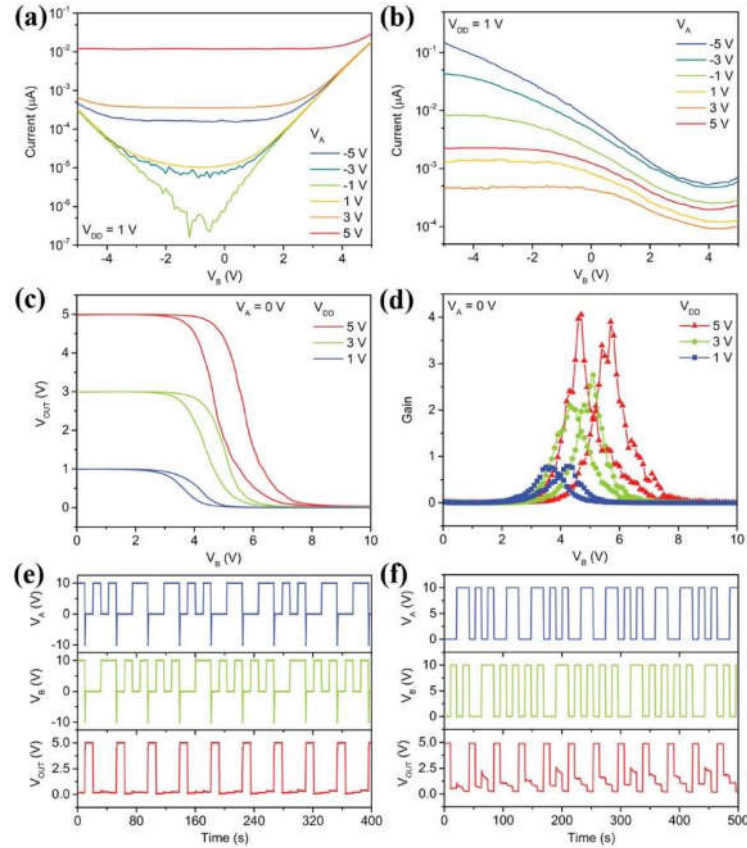 (a)
Current (μA)
10⁻¹
10⁻²
10⁻³
10⁻⁴
10⁻⁵
10⁻⁶
10⁻⁷
V_A
-5 V
-3 V
-1 V
1 V
3 V
5 V
V_DD = 1 V
-4 -2 0 2 4
V_B (V)
(b)
V_DD = 1 V
Current (μA)
10⁻¹
10⁻²
10⁻³
10⁻⁴
V_A
-5 V
-3 V
-1 V
1 V
3 V
5 V
-4 -2 0 2 4
V_B (V)
(c)
V_A = 0 V
V_DD
5 V
3 V
1 V
V_OUT (V)
5
4
3
2
1
0
0 2 4 6 8 10
V_B (V)
(d)
V_A = 0 V
V_DD
5 V
3 V
1 V
Gain
4
3
2
1
0
0 2 4 6 8 10
V_B (V)
(e)
V_A (V)
10
0
-10
V_B (V)
10
0
-10
V_OUT (V)
5.0
2.5
0.0
0 80 160 240 320 400
Time (s)
(f)
V_A (V)
10
5
0
V_B (V)
10
5
0
V_OUT (V)
5.0
2.5
0.0
0 100 200 300 400 500
Time (s)